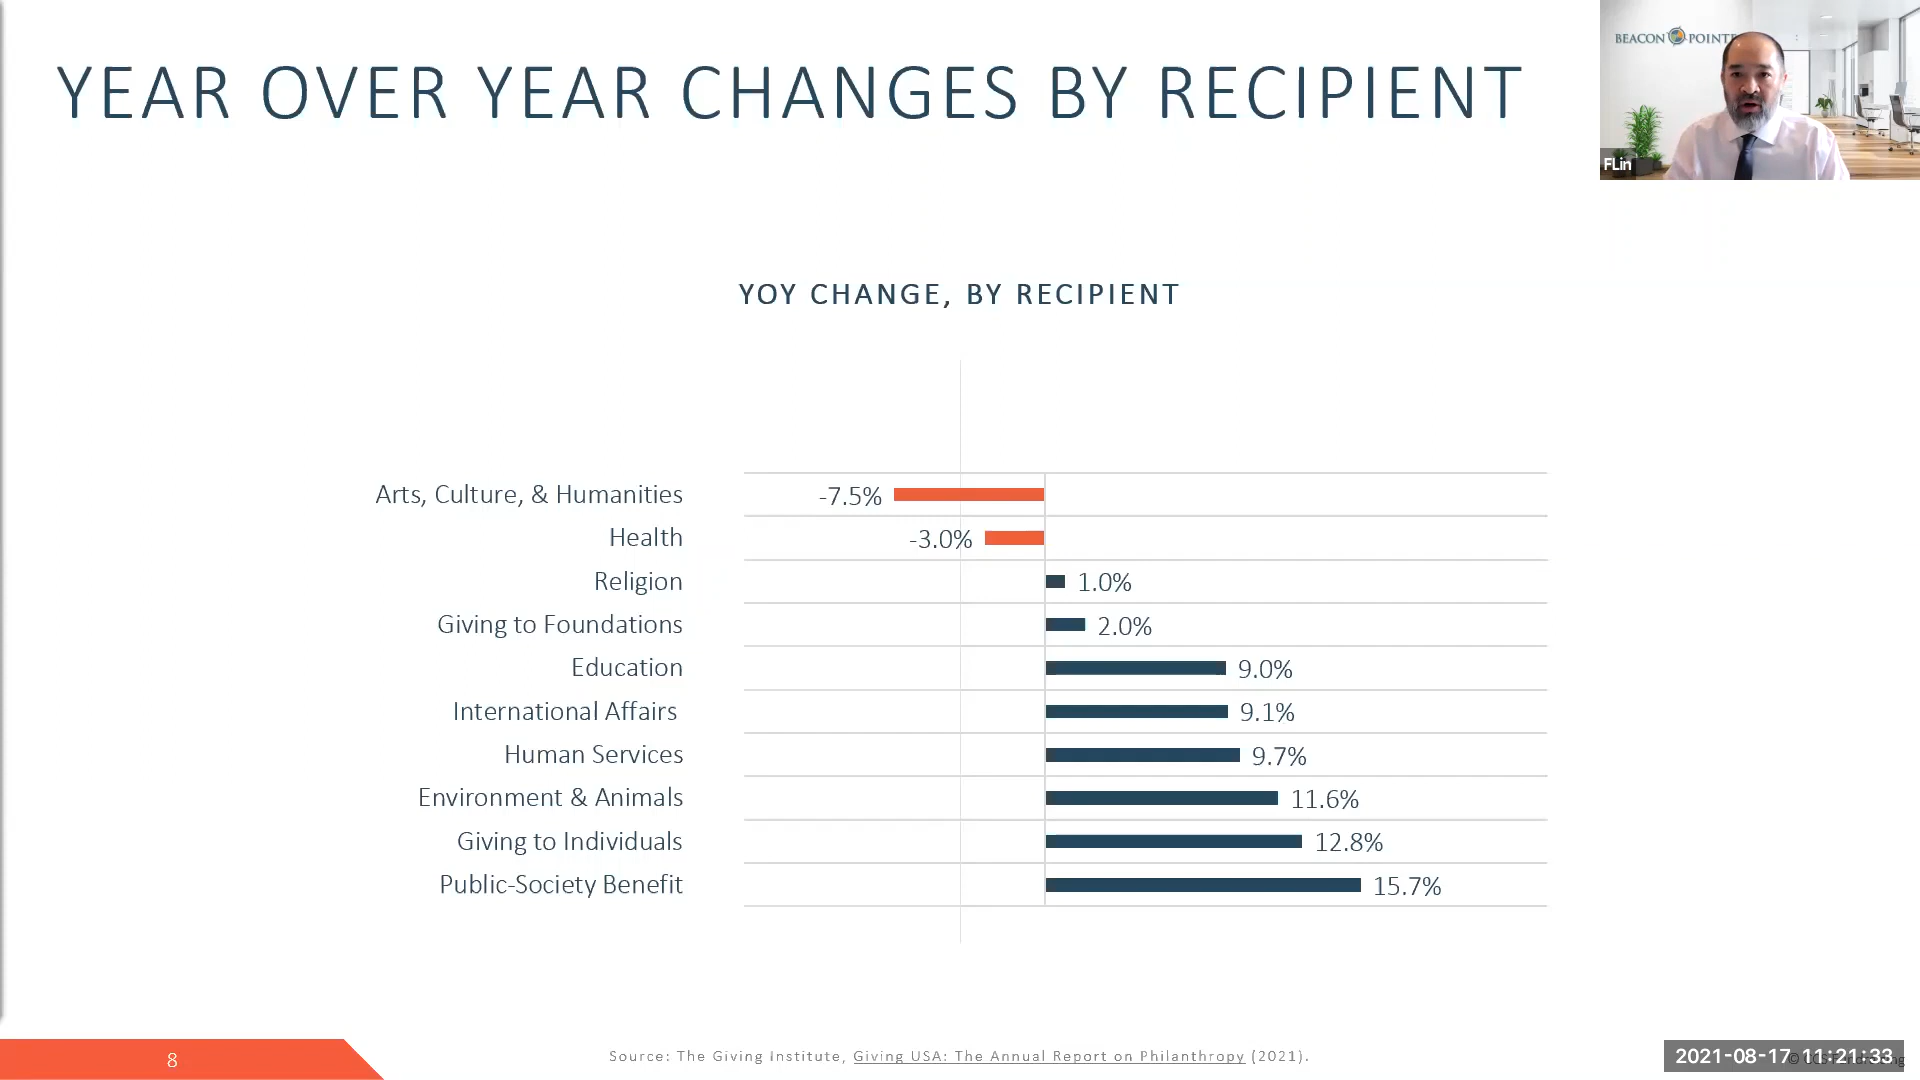 YEAR OVER YEAR CHANGES BY RECIPIENT
BEACON POINTE
FLin
YOY CHANGE, BY RECIPIENT
Arts, Culture, & Humanities -7.5%
Health -3.0%
Religion 1.0%
Giving to Foundations 2.0%
Education 9.0%
International Affairs 9.1%
Human Services 9.7%
Environment & Animals 11.6%
Giving to Individuals 12.8%
Public-Society Benefit 15.7%
8
Source: The Giving Institute, Giving USA: The Annual Report on Philanthropy (2021).
2021-08-17 11:21:33